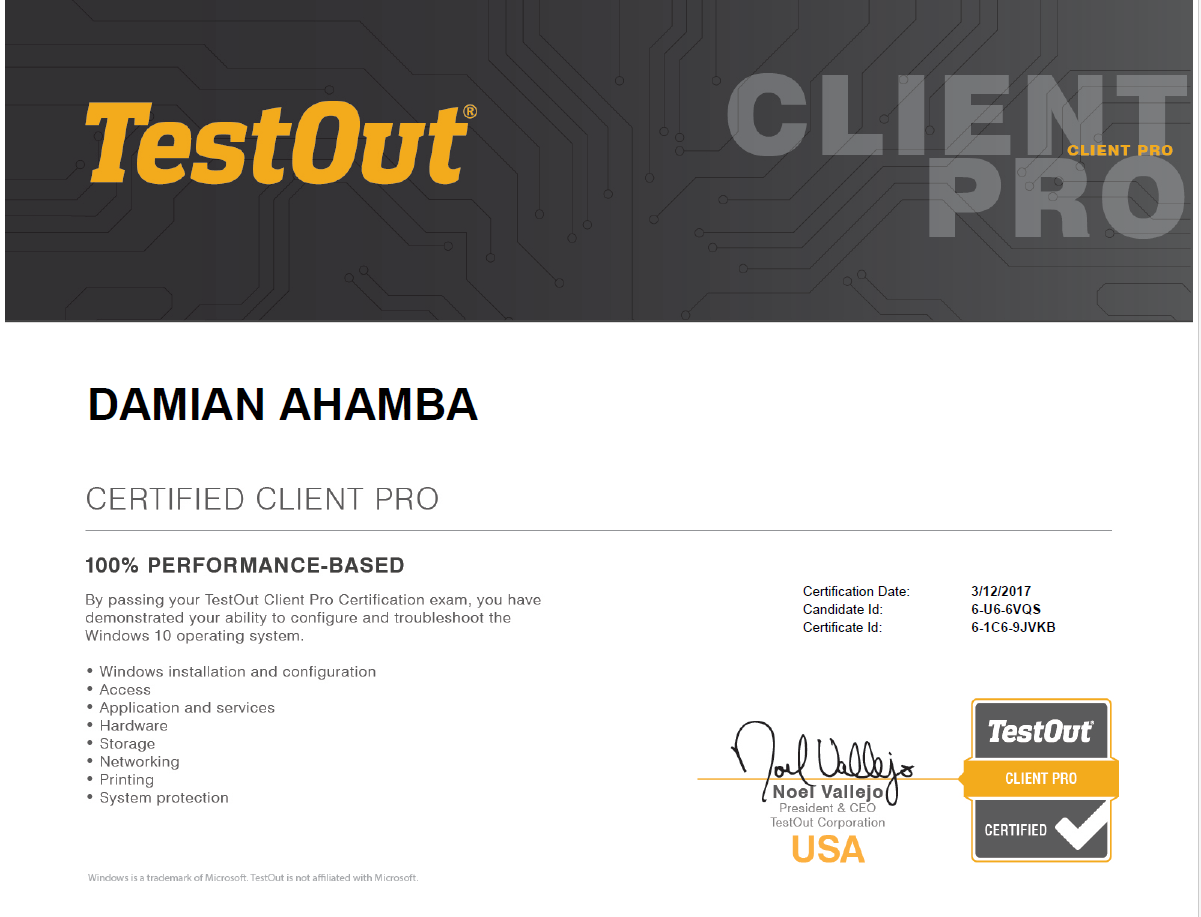 TestOut®
CLIENT
PRO
CLIENT PRO
DAMIAN AHAMBA
CERTIFIED CLIENT PRO
100% PERFORMANCE-BASED
By passing your TestOut Client Pro Certification exam, you have
demonstrated your ability to configure and troubleshoot the
Windows 10 operating system.
• Windows installation and configuration
• Access
• Application and services
• Hardware
• Storage
• Networking
• Printing
• System protection
Certification Date: 3/12/2017
Candidate Id: 6-U6-6VQS
Certificate Id: 6-1C6-9JVKB
Noel Vallejo
Noel Vallejo
President & CEO
TestOut Corporation
USA
TestOut®
CLIENT PRO
CERTIFIED
Windows is a trademark of Microsoft. TestOut is not affiliated with Microsoft.